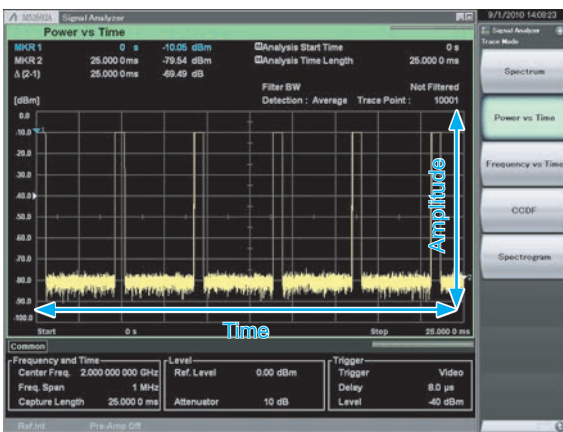 MS2692A Signal Analyzer
9/1/2010 14:08:23
Power vs Time
MKR 1 0 s -10.05 dBm Analysis Start Time 0 s
MKR 2 25.000 0 ms -79.54 dBm Analysis Time Length 25.000 0 ms
Δ (2-1) 25.000 0 ms -69.49 dB
Filter BW Not Filtered
[dBm] Detection : Average Trace Point : 10001
0.0
-10.0
-20.0
-30.0
-40.0
-50.0
-60.0
-70.0
-80.0
-90.0
-100.0
1
2
Amplitude
Time
Start 0 s Stop 25.000 0 ms
Common
Frequency and Time
Center Freq. 2.000 000 000 GHz
Freq. Span 1 MHz
Capture Length 25.000 0 ms
Level
Ref. Level 0.00 dBm
Attenuator 10 dB
Trigger
Trigger Video
Delay 8.0 µs
Level -40 dBm
Ref.Int Pre-Amp Off
Signal Analyzer
Trace Mode
Spectrum
Power vs Time
Frequency vs Time
CCDF
Spectrogram